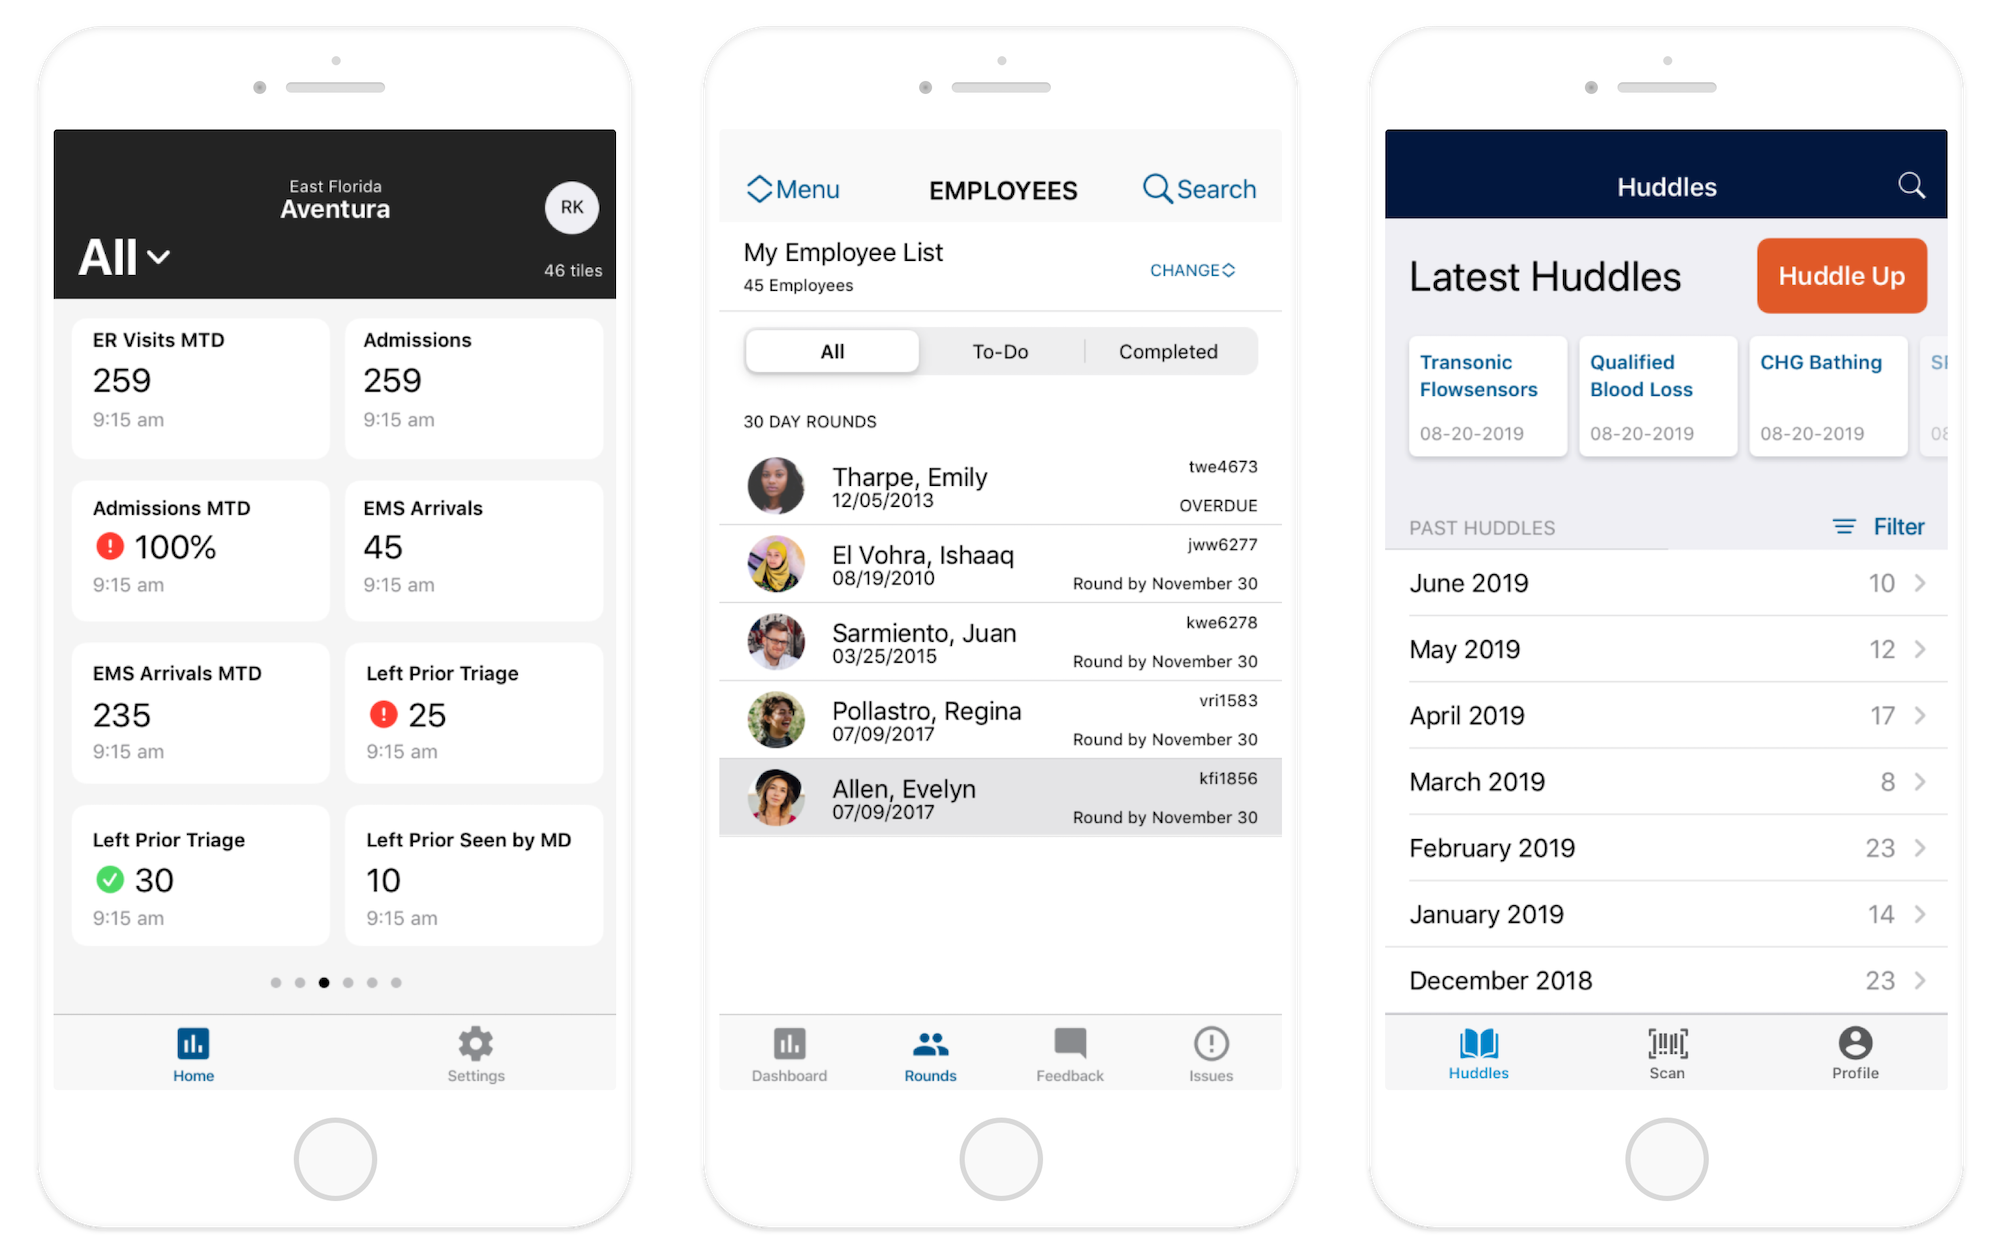 East Florida
Aventura
RK
All
46 tiles
ER Visits MTD
259
9:15 am
Admissions
259
9:15 am
Admissions MTD
100%
9:15 am
EMS Arrivals
45
9:15 am
EMS Arrivals MTD
235
9:15 am
Left Prior Triage
25
9:15 am
Left Prior Triage
30
9:15 am
Left Prior Seen by MD
10
9:15 am
Home
Settings
Menu
EMPLOYEES
Search
My Employee List
45 Employees
CHANGE
All
To-Do
Completed
30 DAY ROUNDS
Tharpe, Emily
12/05/2013
twe4673
OVERDUE
El Vohra, Ishaaq
08/19/2010
jww6277
Round by November 30
Sarmiento, Juan
03/25/2015
kwe6278
Round by November 30
Pollastro, Regina
07/09/2017
vri1583
Round by November 30
Allen, Evelyn
07/09/2017
kfi1856
Round by November 30
Dashboard
Rounds
Feedback
Issues
Huddles
Latest Huddles
Huddle Up
Transonic
Flowsensors
08-20-2019
Qualified
Blood Loss
08-20-2019
CHG Bathing
08-20-2019
PAST HUDDLES
Filter
June 2019 10
May 2019 12
April 2019 17
March 2019 8
February 2019 23
January 2019 14
December 2018 23
Huddles
Scan
Profile